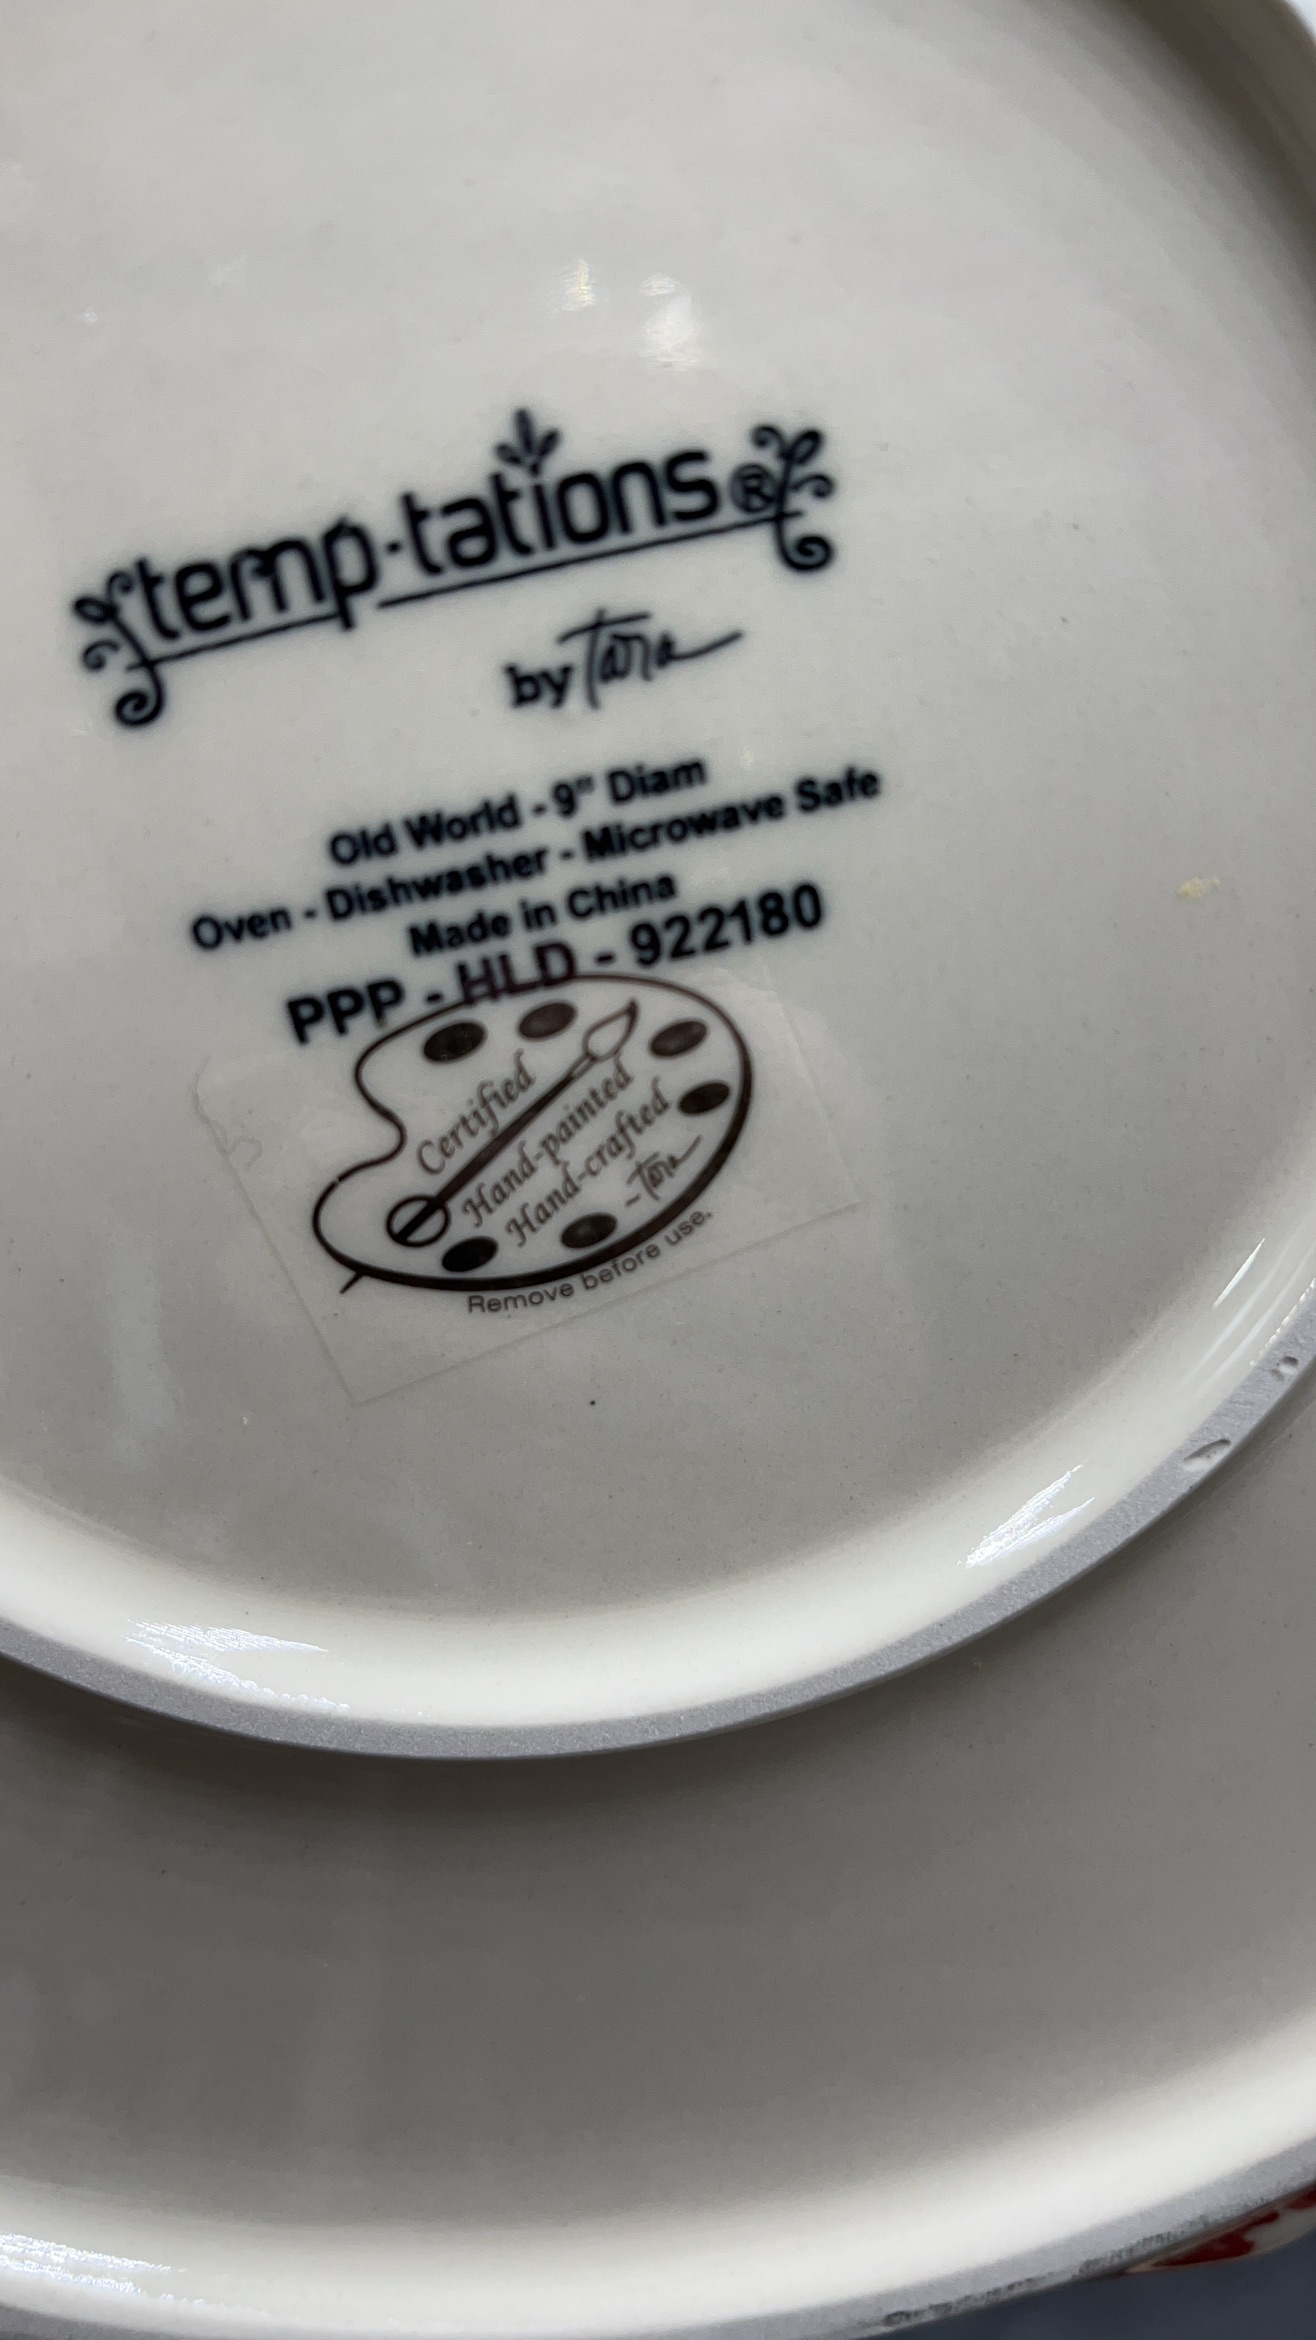 temp-tations®
by Tara
Old World - 9" Diam
Oven - Dishwasher - Microwave Safe
Made in China
PPP - HLD - 922180
Certified
Hand-painted
Hand-crafted
~Tara
Remove before use.